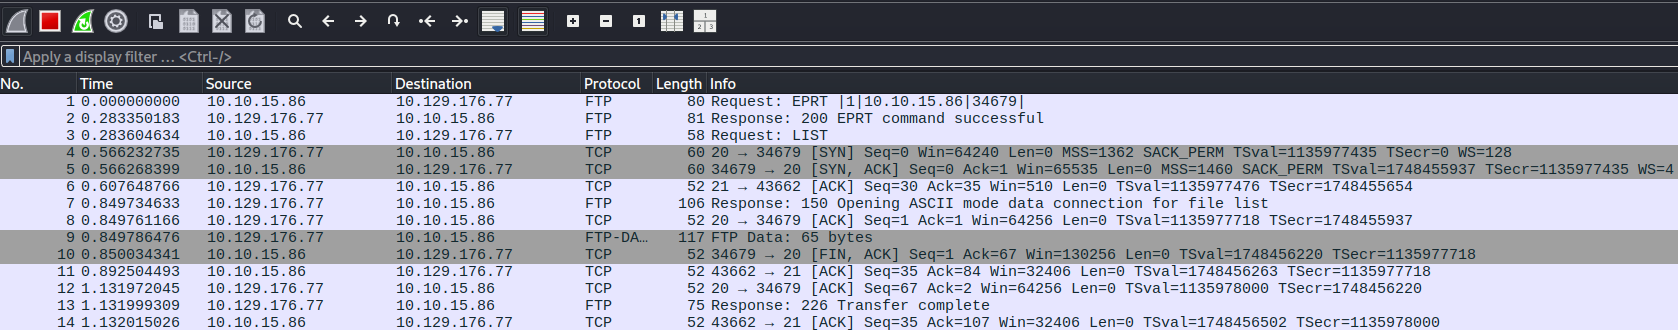 Apply a display filter … <Ctrl-/>
No. Time Source Destination Protocol Length Info
1 0.000000000 10.10.15.86 10.129.176.77 FTP 80 Request: EPRT |1|10.10.15.86|34679|
2 0.283350183 10.129.176.77 10.10.15.86 FTP 81 Response: 200 EPRT command successful
3 0.283604634 10.10.15.86 10.129.176.77 FTP 58 Request: LIST
4 0.566232735 10.129.176.77 10.10.15.86 TCP 60 20 → 34679 [SYN] Seq=0 Win=64240 Len=0 MSS=1362 SACK_PERM TSval=1135977435 TSecr=0 WS=128
5 0.566268399 10.10.15.86 10.129.176.77 TCP 60 34679 → 20 [SYN, ACK] Seq=0 Ack=1 Win=65535 Len=0 MSS=1460 SACK_PERM TSval=1748455937 TSecr=1135977435 WS=4
6 0.607648766 10.129.176.77 10.10.15.86 TCP 52 21 → 43662 [ACK] Seq=30 Ack=35 Win=510 Len=0 TSval=1135977476 TSecr=1748455654
7 0.849734633 10.129.176.77 10.10.15.86 FTP 106 Response: 150 Opening ASCII mode data connection for file list
8 0.849761166 10.129.176.77 10.10.15.86 TCP 52 20 → 34679 [ACK] Seq=1 Ack=1 Win=64256 Len=0 TSval=1135977718 TSecr=1748455937
9 0.849786476 10.129.176.77 10.10.15.86 FTP-DA… 117 FTP Data: 65 bytes
10 0.850034341 10.10.15.86 10.129.176.77 TCP 52 34679 → 20 [FIN, ACK] Seq=1 Ack=67 Win=130256 Len=0 TSval=1748456220 TSecr=1135977718
11 0.892504493 10.10.15.86 10.129.176.77 TCP 52 43662 → 21 [ACK] Seq=35 Ack=84 Win=32406 Len=0 TSval=1748456263 TSecr=1135977718
12 1.131972045 10.129.176.77 10.10.15.86 TCP 52 20 → 34679 [ACK] Seq=67 Ack=2 Win=64256 Len=0 TSval=1135978000 TSecr=1748456220
13 1.131999309 10.129.176.77 10.10.15.86 FTP 75 Response: 226 Transfer complete
14 1.132015026 10.10.15.86 10.129.176.77 TCP 52 43662 → 21 [ACK] Seq=35 Ack=107 Win=32406 Len=0 TSval=1748456502 TSecr=1135978000